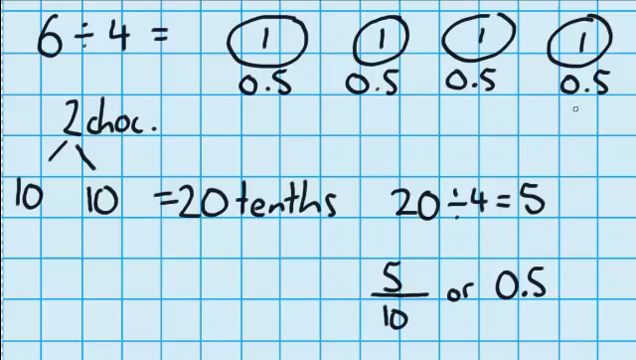 6 ÷ 4 = 1 1 1 1
0.5 0.5 0.5 0.5
2 choc.
10 10 = 20 tenths 20 ÷ 4 = 5
5/10 or 0.5